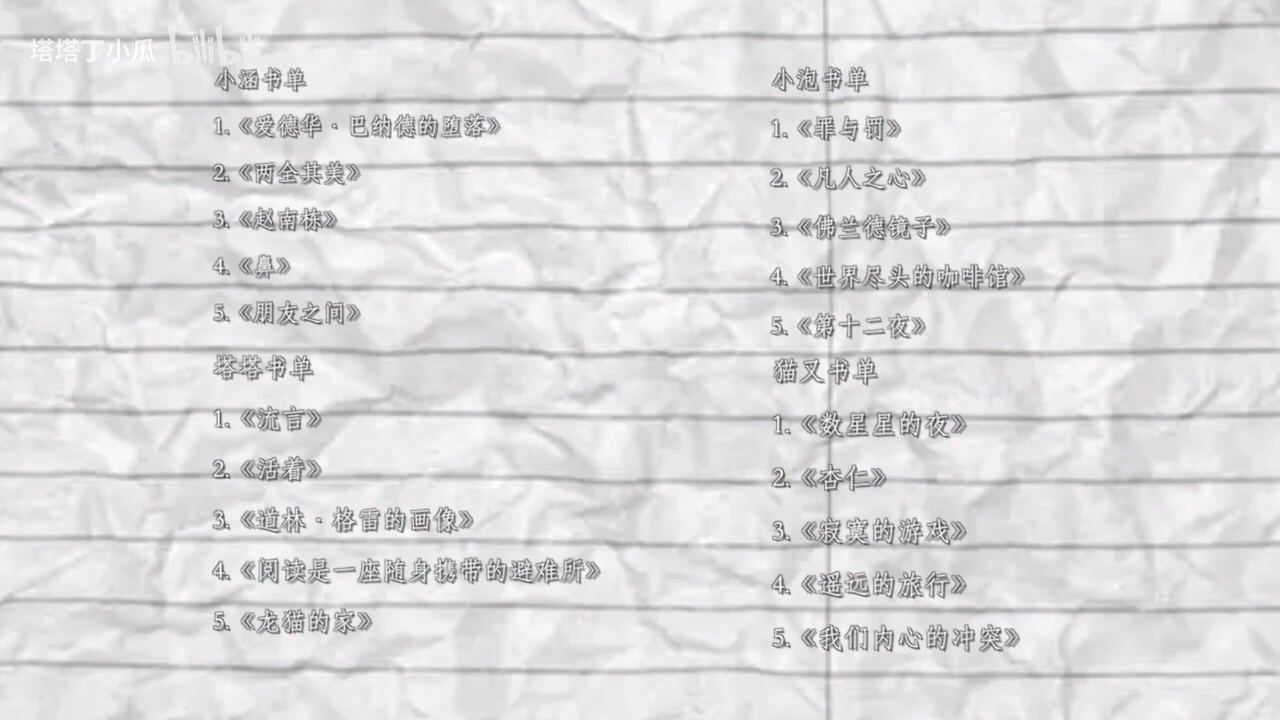 塔塔丁小瓜 bilibili
小涵书单
1.《爱德华·巴纳德的堕落》
2.《两全其美》
3.《赵南栋》
4.《鼻》
5.《朋友之间》
塔塔书单
1.《流言》
2.《活着》
3.《道林·格雷的画像》
4.《阅读是一座随身携带的避难所》
5.《龙猫的家》
小泡书单
1.《罪与罚》
2.《凡人之心》
3.《佛兰德镜子》
4.《世界尽头的咖啡馆》
5.《第十二夜》
猫又书单
1.《数星星的夜》
2.《杏仁》
3.《寂寞的游戏》
4.《遥远的旅行》
5.《我们内心的冲突》